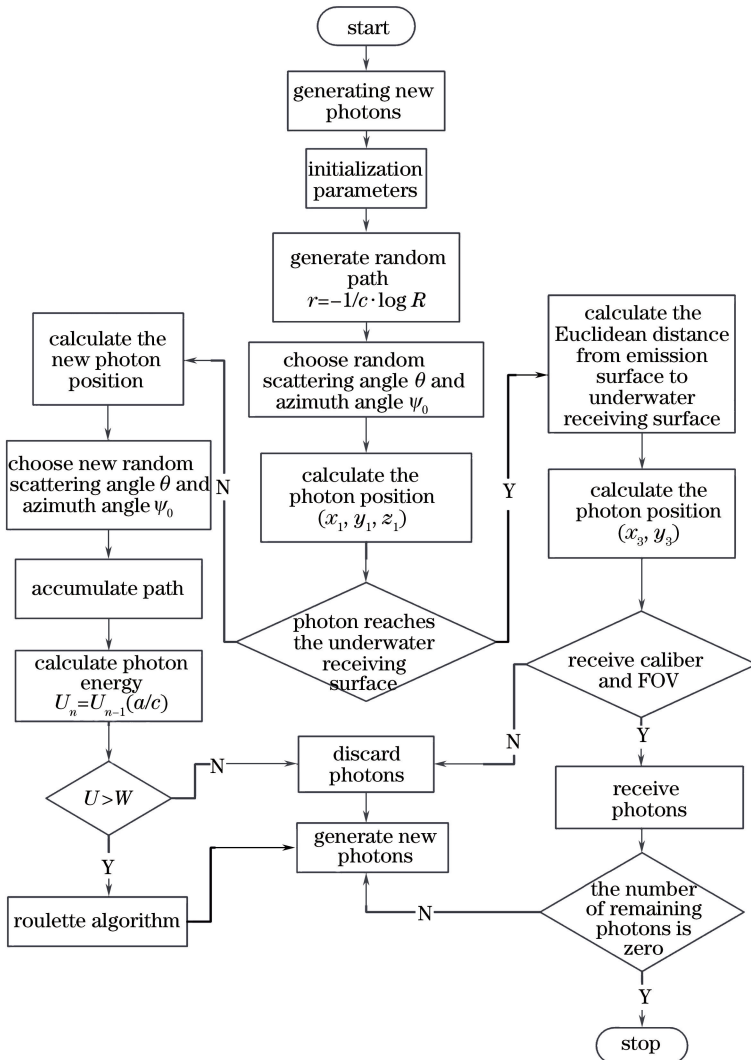 start
generating new
photons
initialization
parameters
generate random
path
r=−1/c·log R
choose random
scattering angle θ and
azimuth angle ψ₀
calculate the
photon position
(x₁, y₁, z₁)
photon reaches
the underwater
receiving
surface
N
Y
calculate the
new photon
position
choose new random
scattering angle θ and
azimuth angle ψ₀
accumulate path
calculate photon
energy
Uₙ=Uₙ₋₁(a/c)
U>W
N
Y
roulette algorithm
discard
photons
generate new
photons
calculate the
Euclidean distance
from emission
surface to
underwater
receiving surface
calculate the
photon position
(x₃, y₃)
receive caliber
and FOV
N
Y
receive
photons
the number
of remaining
photons is
zero
N
Y
stop